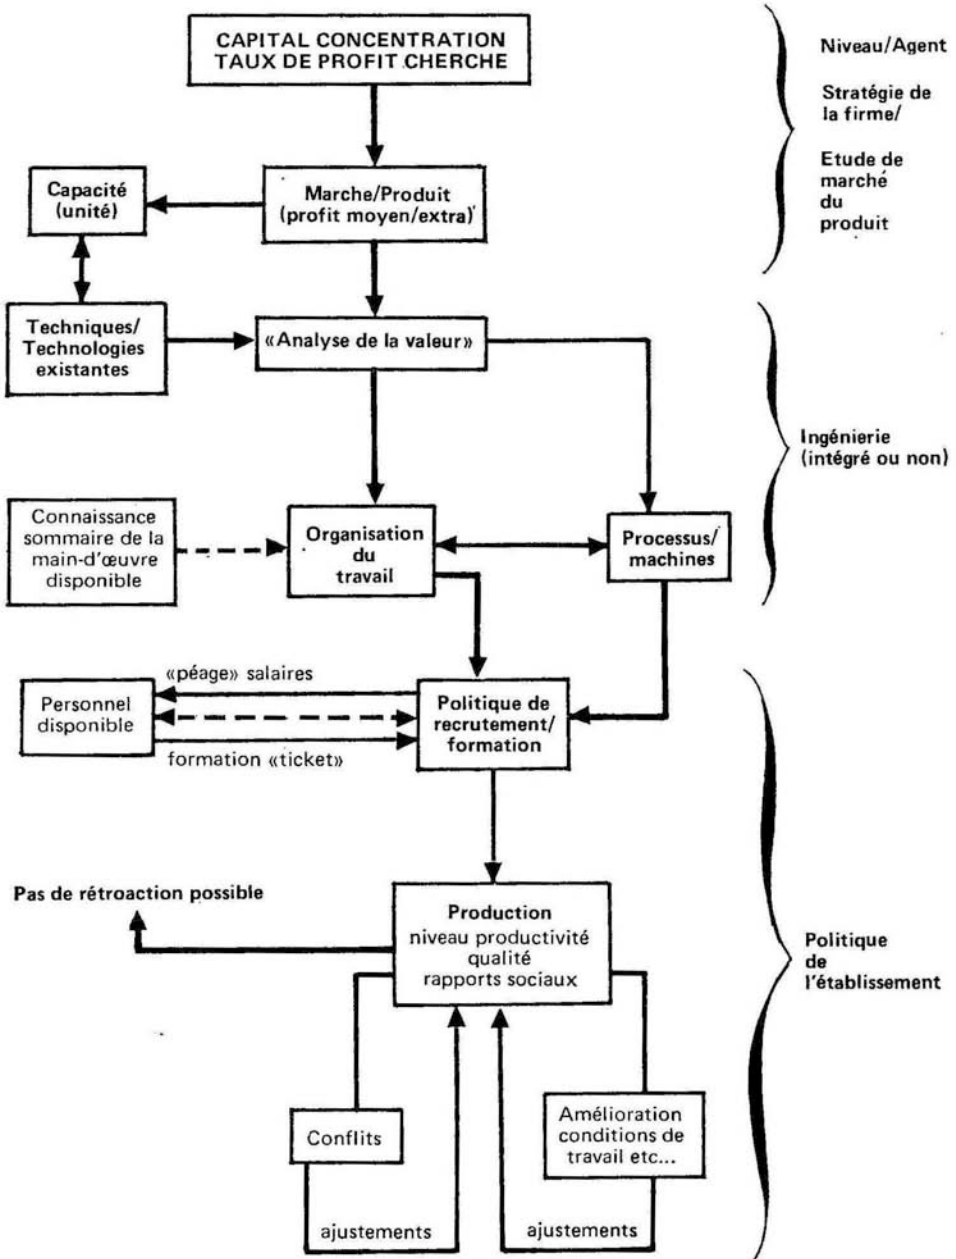 CAPITAL CONCENTRATION
TAUX DE PROFIT CHERCHE
Niveau/Agent
Stratégie de
la firme/
Etude de
marché
du
produit
Capacité
(unité)
Marche/Produit
(profit moyen/extra)
Techniques/
Technologies
existantes
«Analyse de la valeur»
Ingénierie
(intégré ou non)
Connaissance
sommaire de la
main-d'œuvre
disponible
Organisation
du
travail
Processus/
machines
«péage» salaires
Personnel
disponible
formation «ticket»
Politique de
recrutement/
formation
Pas de rétroaction possible
Production
niveau productivité
qualité
rapports sociaux
Politique
de
l'établissement
Conflits
Amélioration
conditions de
travail etc...
ajustements
ajustements